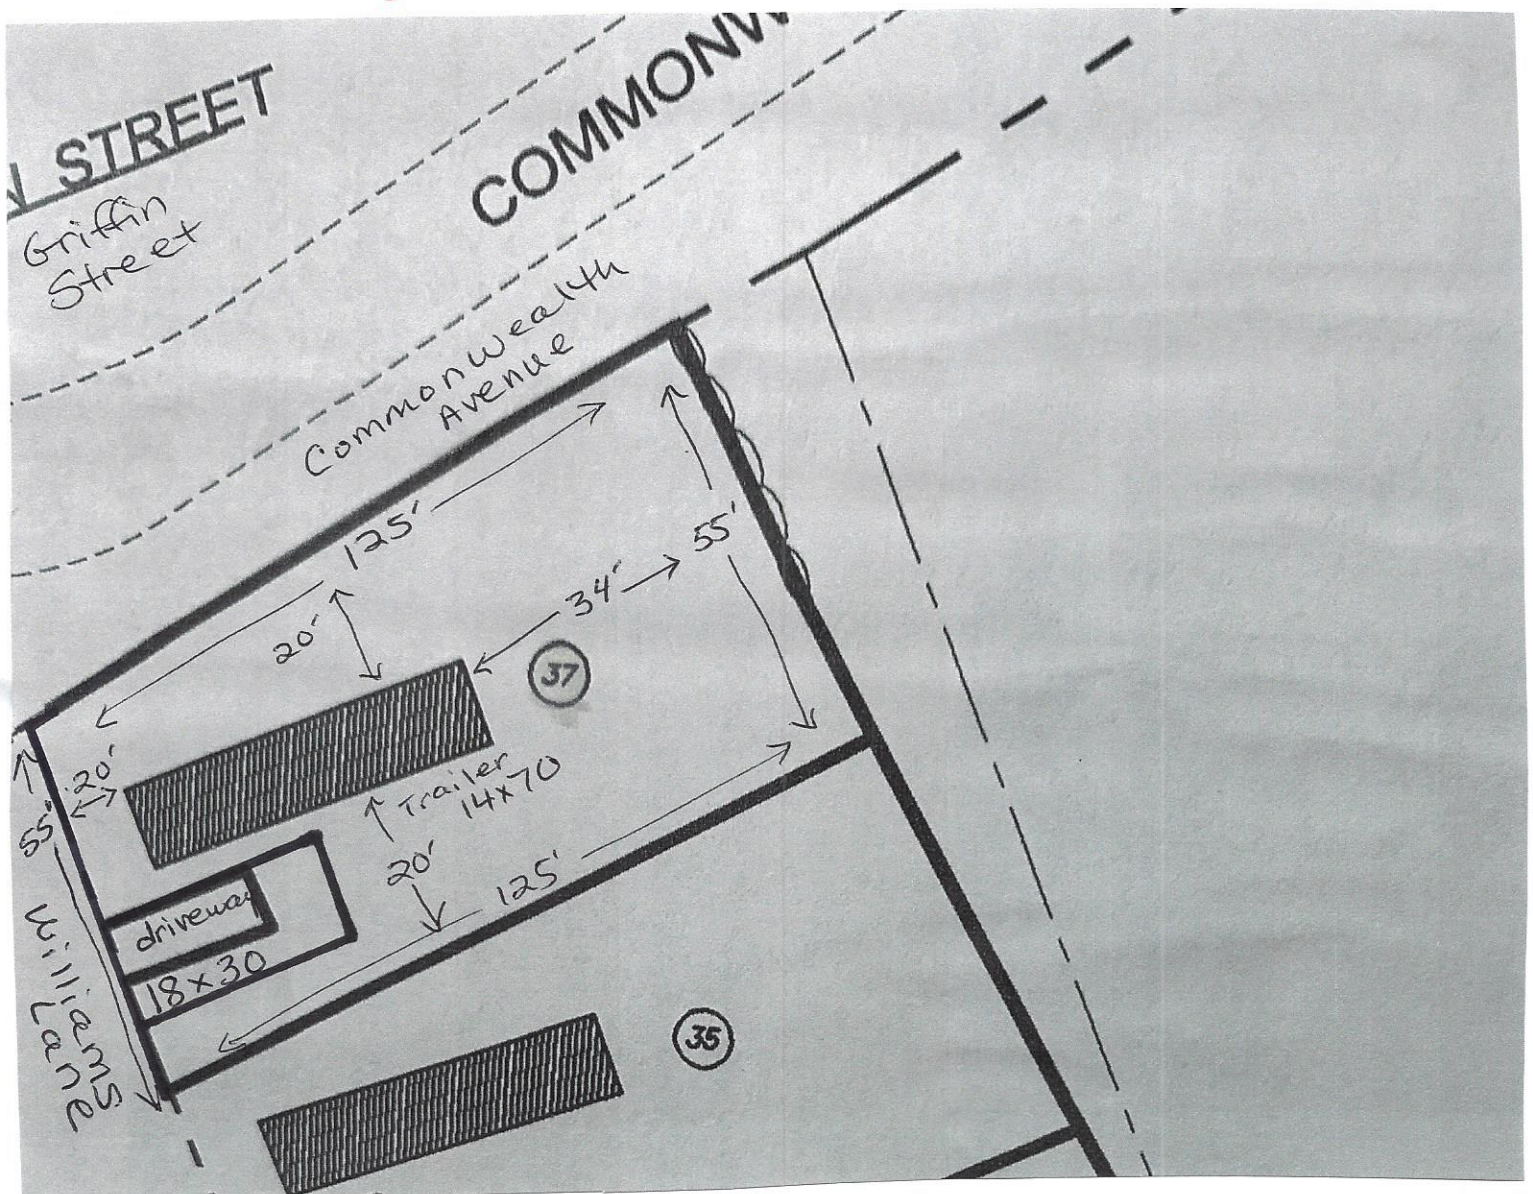 N STREET
COMMONW
Griffin
Street
Commonwealth
Avenue
125'
55'
34'
20'
37
20'
55'
Trailer
14x70
20'
125'
driveway
18x30
Williams
Lane
35